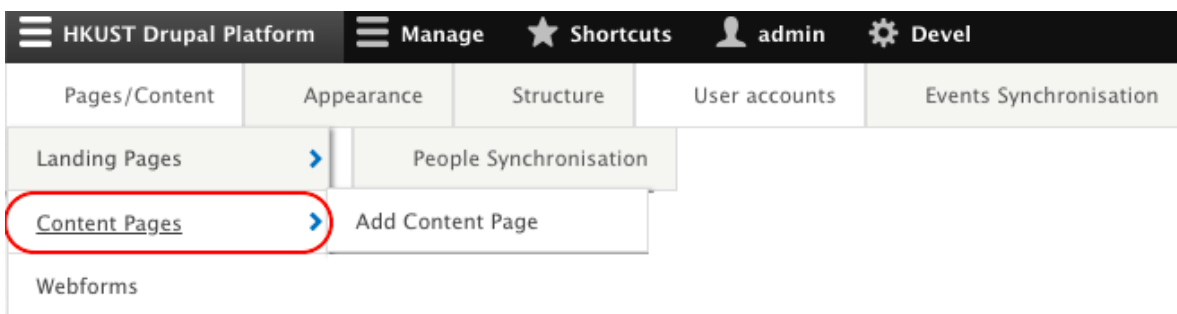 HKUST Drupal Platform Manage Shortcuts admin Devel
Pages/Content Appearance Structure User accounts Events Synchronisation
Landing Pages People Synchronisation
Content Pages Add Content Page
Webforms